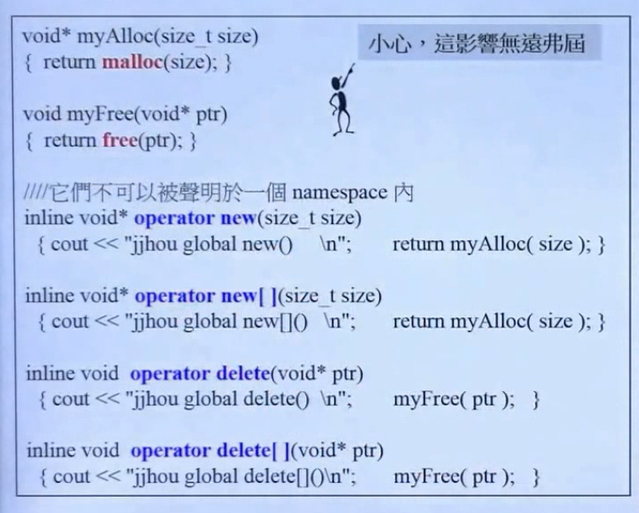 void* myAlloc(size_t size)
{ return malloc(size); }
小心，這影響無遠弗屆
void myFree(void* ptr)
{ return free(ptr); }
////它們不可以被聲明於一個 namespace 內
inline void* operator new(size_t size)
{ cout << "jjhou global new() \n"; return myAlloc( size ); }
inline void* operator new[ ](size_t size)
{ cout << "jjhou global new[]() \n"; return myAlloc( size ); }
inline void operator delete(void* ptr)
{ cout << "jjhou global delete() \n"; myFree( ptr ); }
inline void operator delete[ ](void* ptr)
{ cout << "jjhou global delete[]()\n"; myFree( ptr ); }